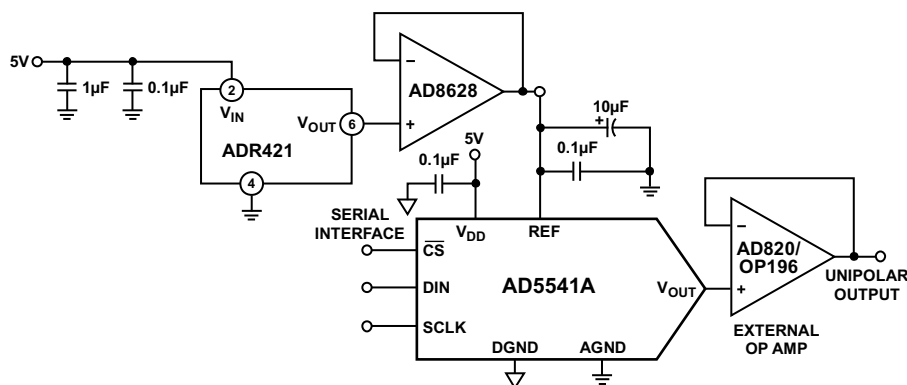 5V
1µF
0.1µF
2
V_IN
V_OUT
6
ADR421
4
−
AD8628
+
10µF
+
0.1µF
5V
0.1µF
SERIAL
INTERFACE
V_DD
REF
C̅S̅
DIN
SCLK
AD5541A
V_OUT
DGND
AGND
−
AD820/
OP196
+
UNIPOLAR
OUTPUT
EXTERNAL
OP AMP